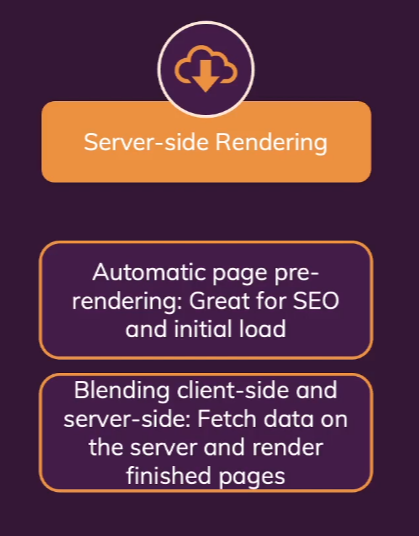 Server-side Rendering
Automatic page pre-
rendering: Great for SEO
and initial load
Blending client-side and
server-side: Fetch data on
the server and render
finished pages